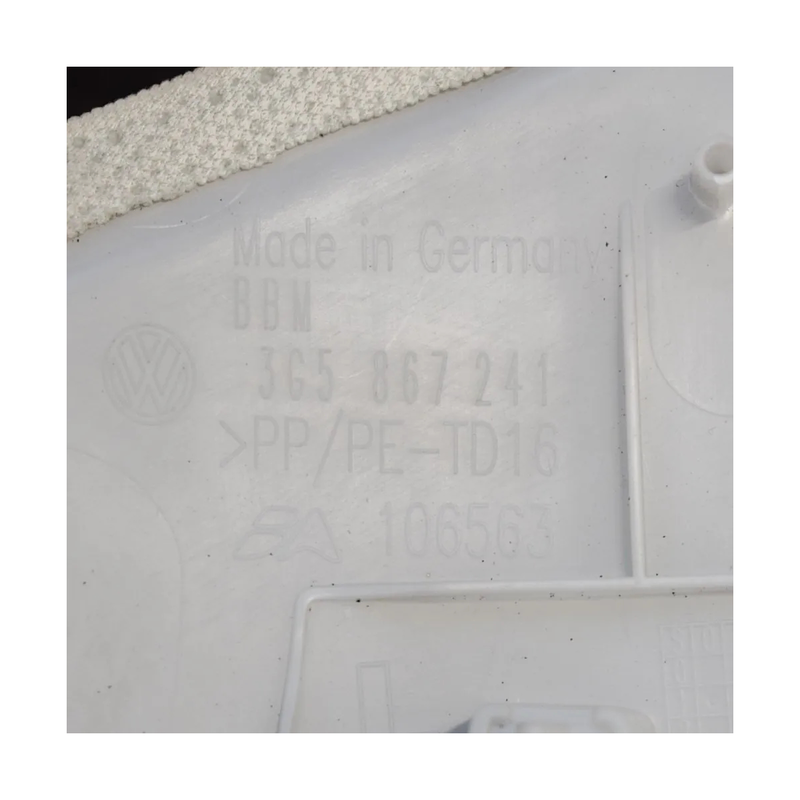 Made in Germany
BBM
3G5 867 241
>PP/PE-TD16
106563